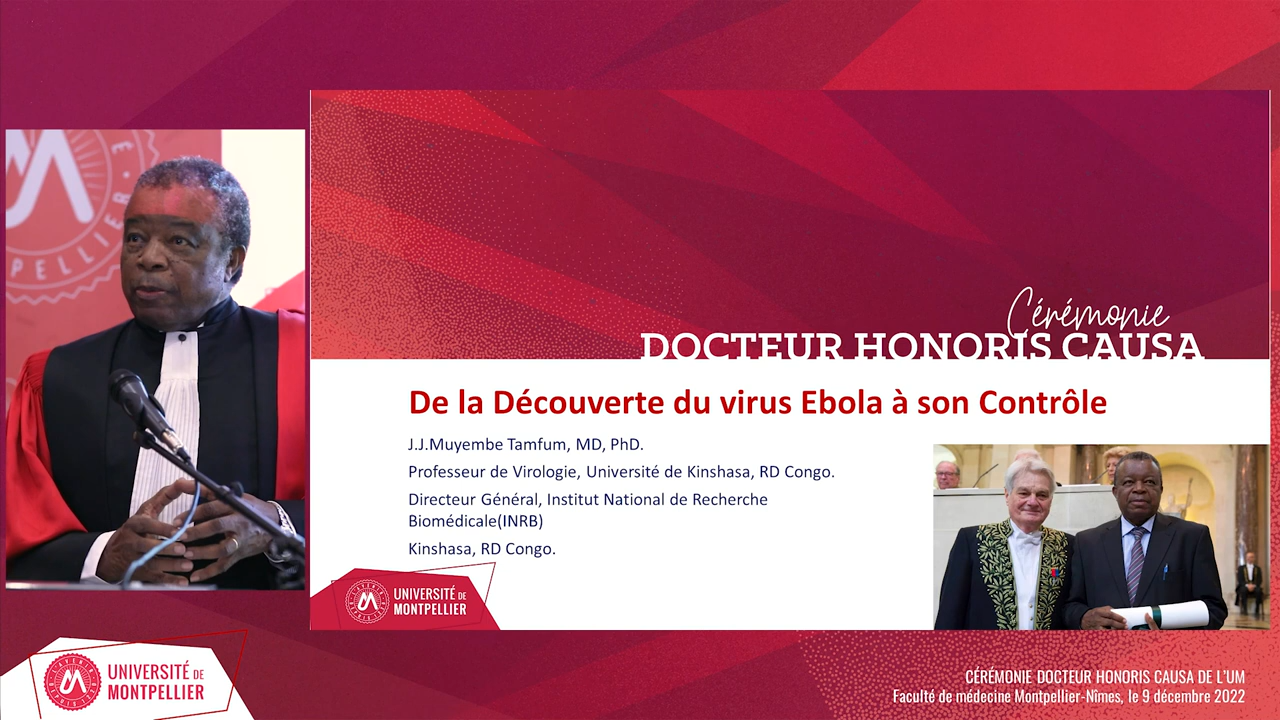 Cérémonie
DOCTEUR HONORIS CAUSA
De la Découverte du virus Ebola à son Contrôle
J.J.Muyembe Tamfum, MD, PhD.
Professeur de Virologie, Université de Kinshasa, RD Congo.
Directeur Général, Institut National de Recherche
Biomédicale(INRB)
Kinshasa, RD Congo.
UNIVERSITÉ DE
MONTPELLIER
UNIVERSITÉ DE
MONTPELLIER
CÉRÉMONIE DOCTEUR HONORIS CAUSA DE L'UM
Faculté de médecine Montpellier-Nîmes, le 9 décembre 2022